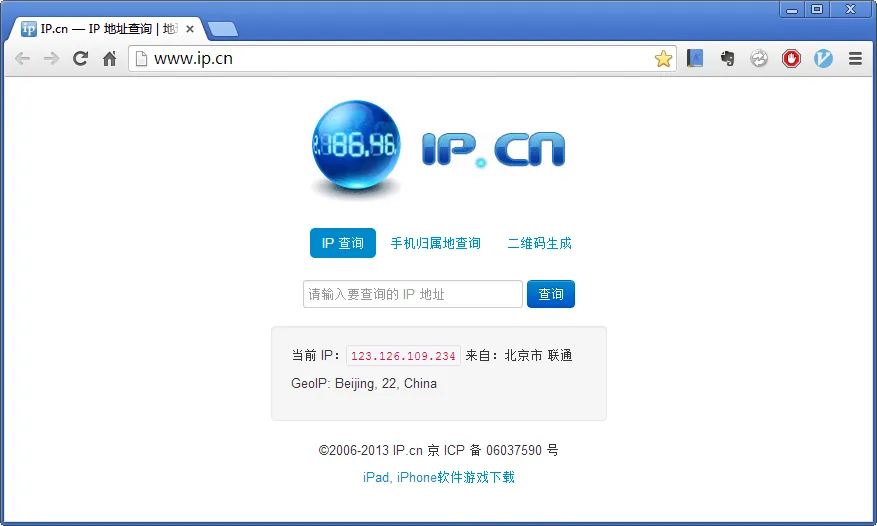 IP.cn — IP 地址查询 | 地
www.ip.cn
186.46.
IP.CN
IP 查询 手机归属地查询 二维码生成
请输入要查询的 IP 地址 查询
当前 IP： 123.126.109.234 来自：北京市 联通
GeoIP: Beijing, 22, China
©2006-2013 IP.cn 京 ICP 备 06037590 号
iPad, iPhone软件游戏下载